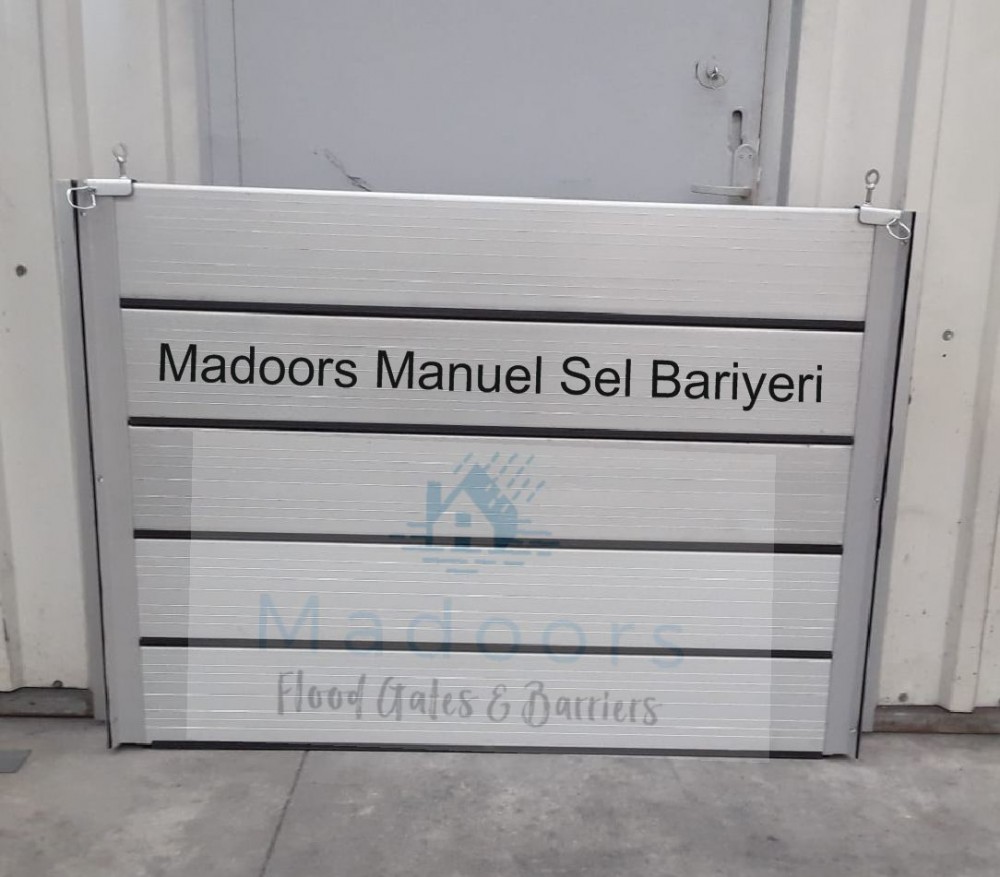 Madoors Manuel Sel Bariyeri
Madoors
Flood Gates & Barriers